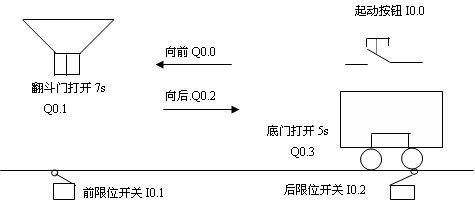 起动按钮 I0.0
向前 Q0.0
翻斗门打开 7s
Q0.1
向后.Q0.2
底门打开 5s
Q0.3
前限位开关 I0.1
后限位开关 I0.2